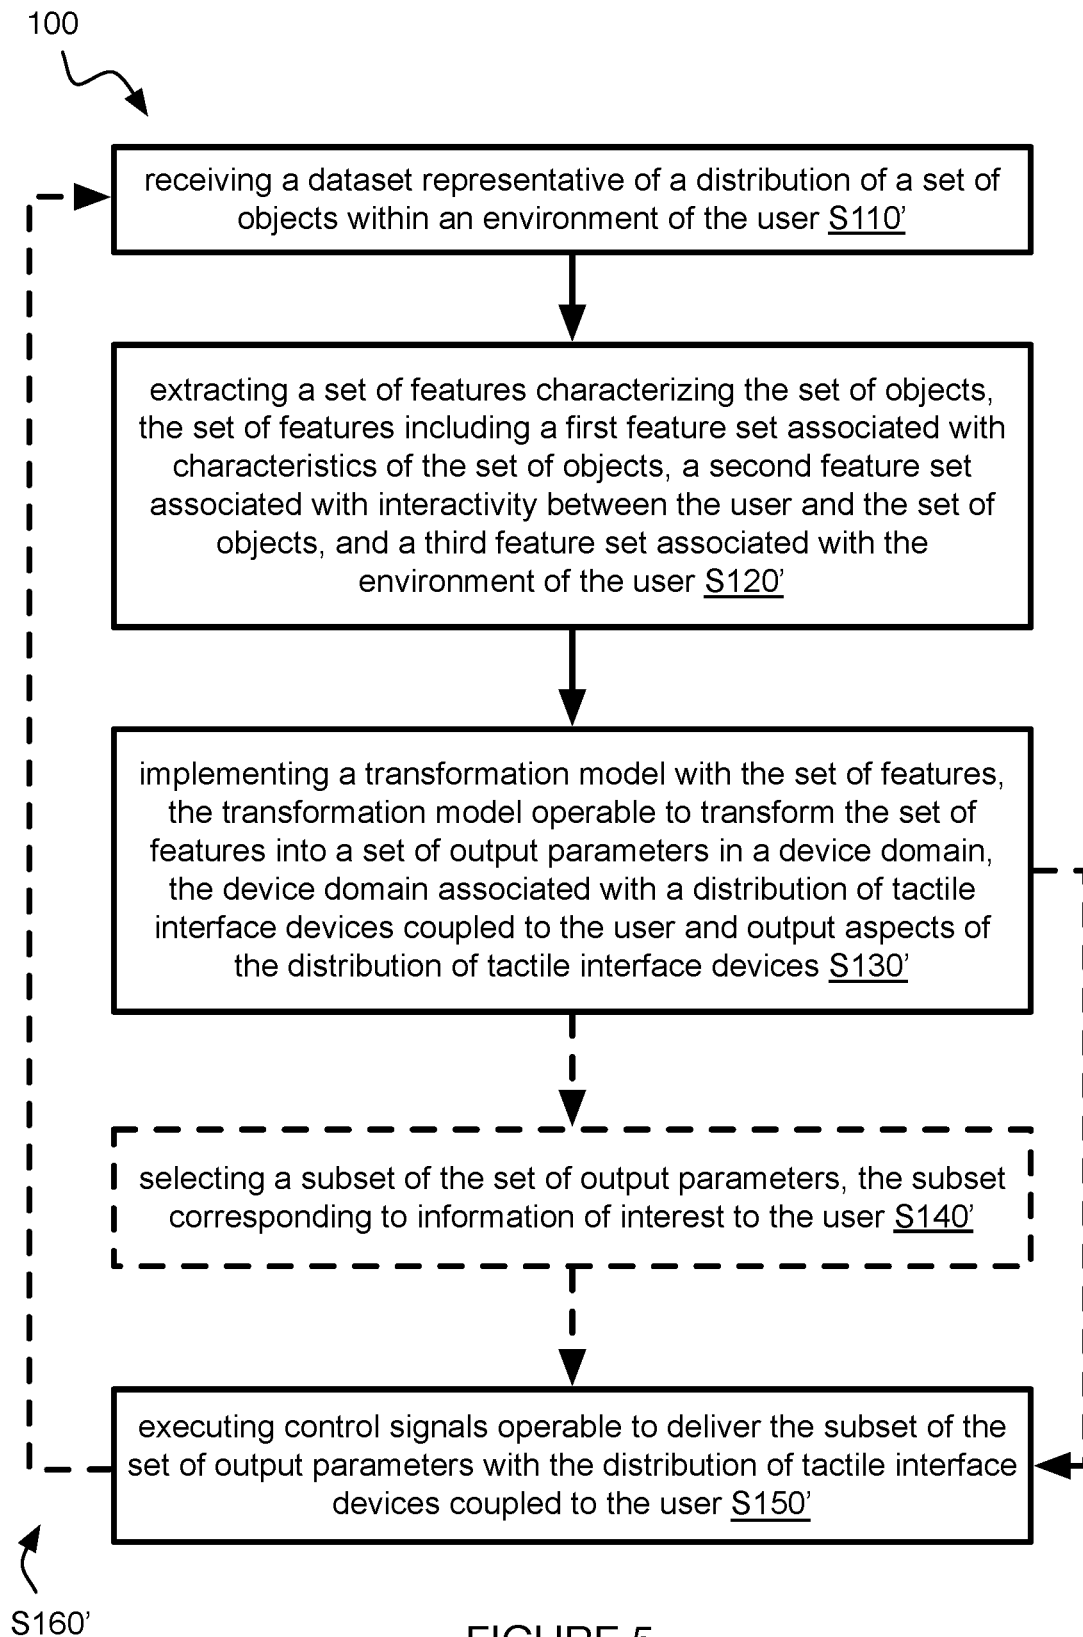 100
receiving a dataset representative of a distribution of a set of
objects within an environment of the user S110'
extracting a set of features characterizing the set of objects,
the set of features including a first feature set associated with
characteristics of the set of objects, a second feature set
associated with interactivity between the user and the set of
objects, and a third feature set associated with the
environment of the user S120'
implementing a transformation model with the set of features,
the transformation model operable to transform the set of
features into a set of output parameters in a device domain,
the device domain associated with a distribution of tactile
interface devices coupled to the user and output aspects of
the distribution of tactile interface devices S130'
selecting a subset of the set of output parameters, the subset
corresponding to information of interest to the user S140'
executing control signals operable to deliver the subset of the
set of output parameters with the distribution of tactile interface
devices coupled to the user S150'
S160'
FIGURE 5